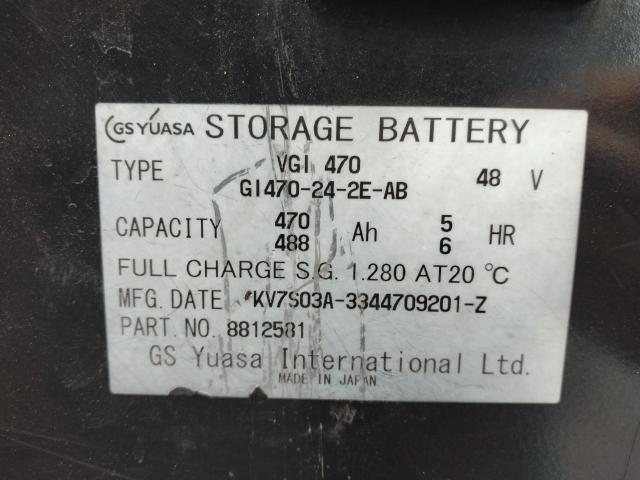 GS YUASA STORAGE BATTERY
TYPE VGI 470 48 V
GI470-24-2E-AB
CAPACITY 470 Ah 5 HR
488 6
FULL CHARGE S.G. 1.280 AT20 °C
MFG. DATE KV7S03A-3344709201-Z
PART. NO. 8812581
GS Yuasa International Ltd.
MADE IN JAPAN